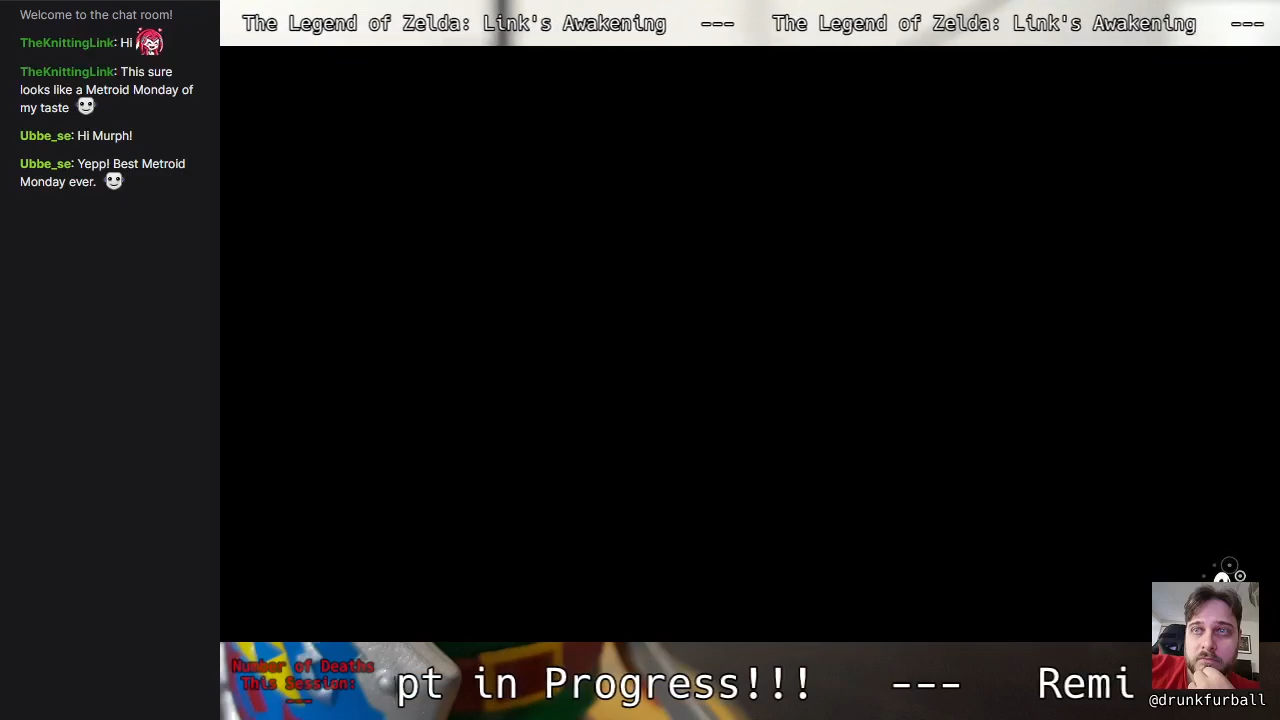 Welcome to the chat room!
TheKnittingLink: Hi
TheKnittingLink: This sure
looks like a Metroid Monday of
my taste
Ubbe_se: Hi Murph!
Ubbe_se: Yepp! Best Metroid
Monday ever.
The Legend of Zelda: Link's Awakening --- The Legend of Zelda: Link's Awakening ---
Number of Deaths
This Session:
---
pt in Progress!!! --- Remi
@drunkfurball